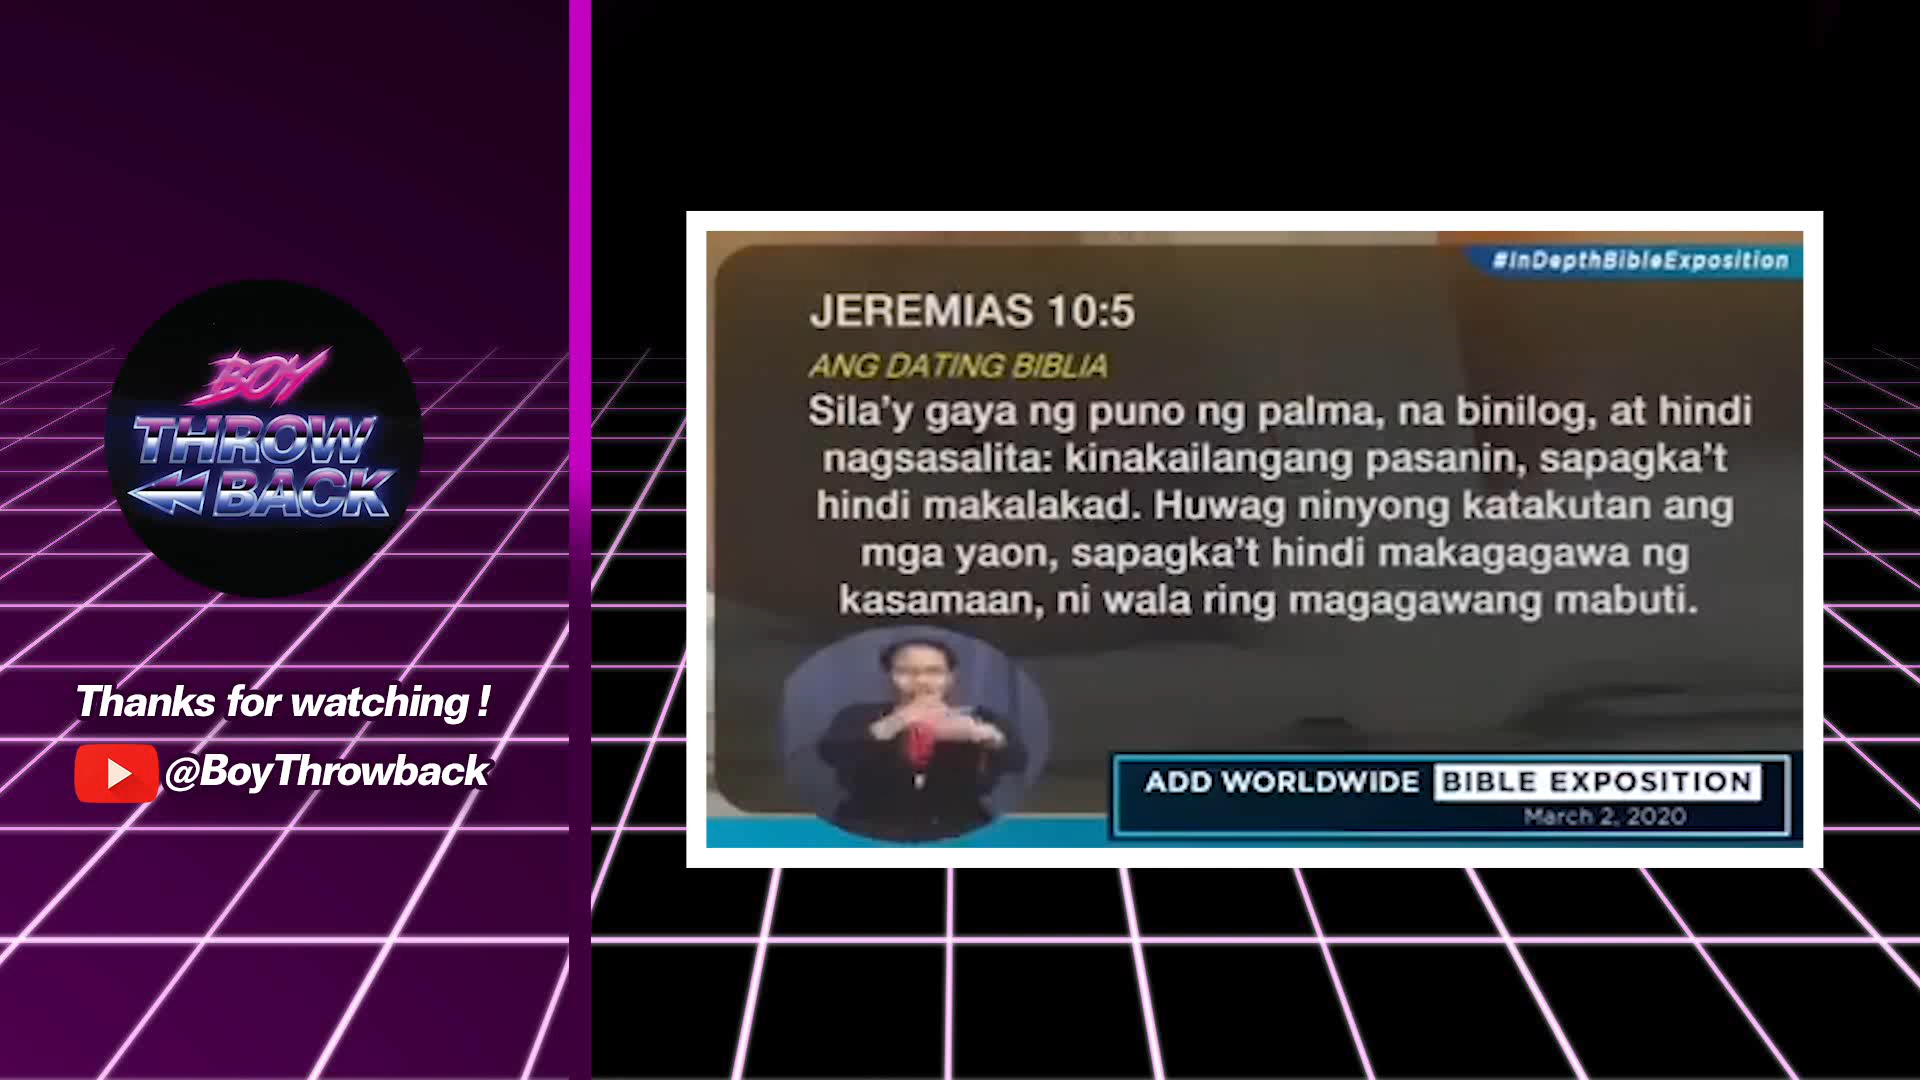 BOY
THROW
BACK
Thanks for watching !
@BoyThrowback
#InDepthBibleExposition
JEREMIAS 10:5
ANG DATING BIBLIA
Sila’y gaya ng puno ng palma, na binilog, at hindi
nagsasalita: kinakailangang pasanin, sapagka’t
hindi makalakad. Huwag ninyong katakutan ang
mga yaon, sapagka’t hindi makagagawa ng
kasamaan, ni wala ring magagawang mabuti.
ADD WORLDWIDE BIBLE EXPOSITION
March 2, 2020